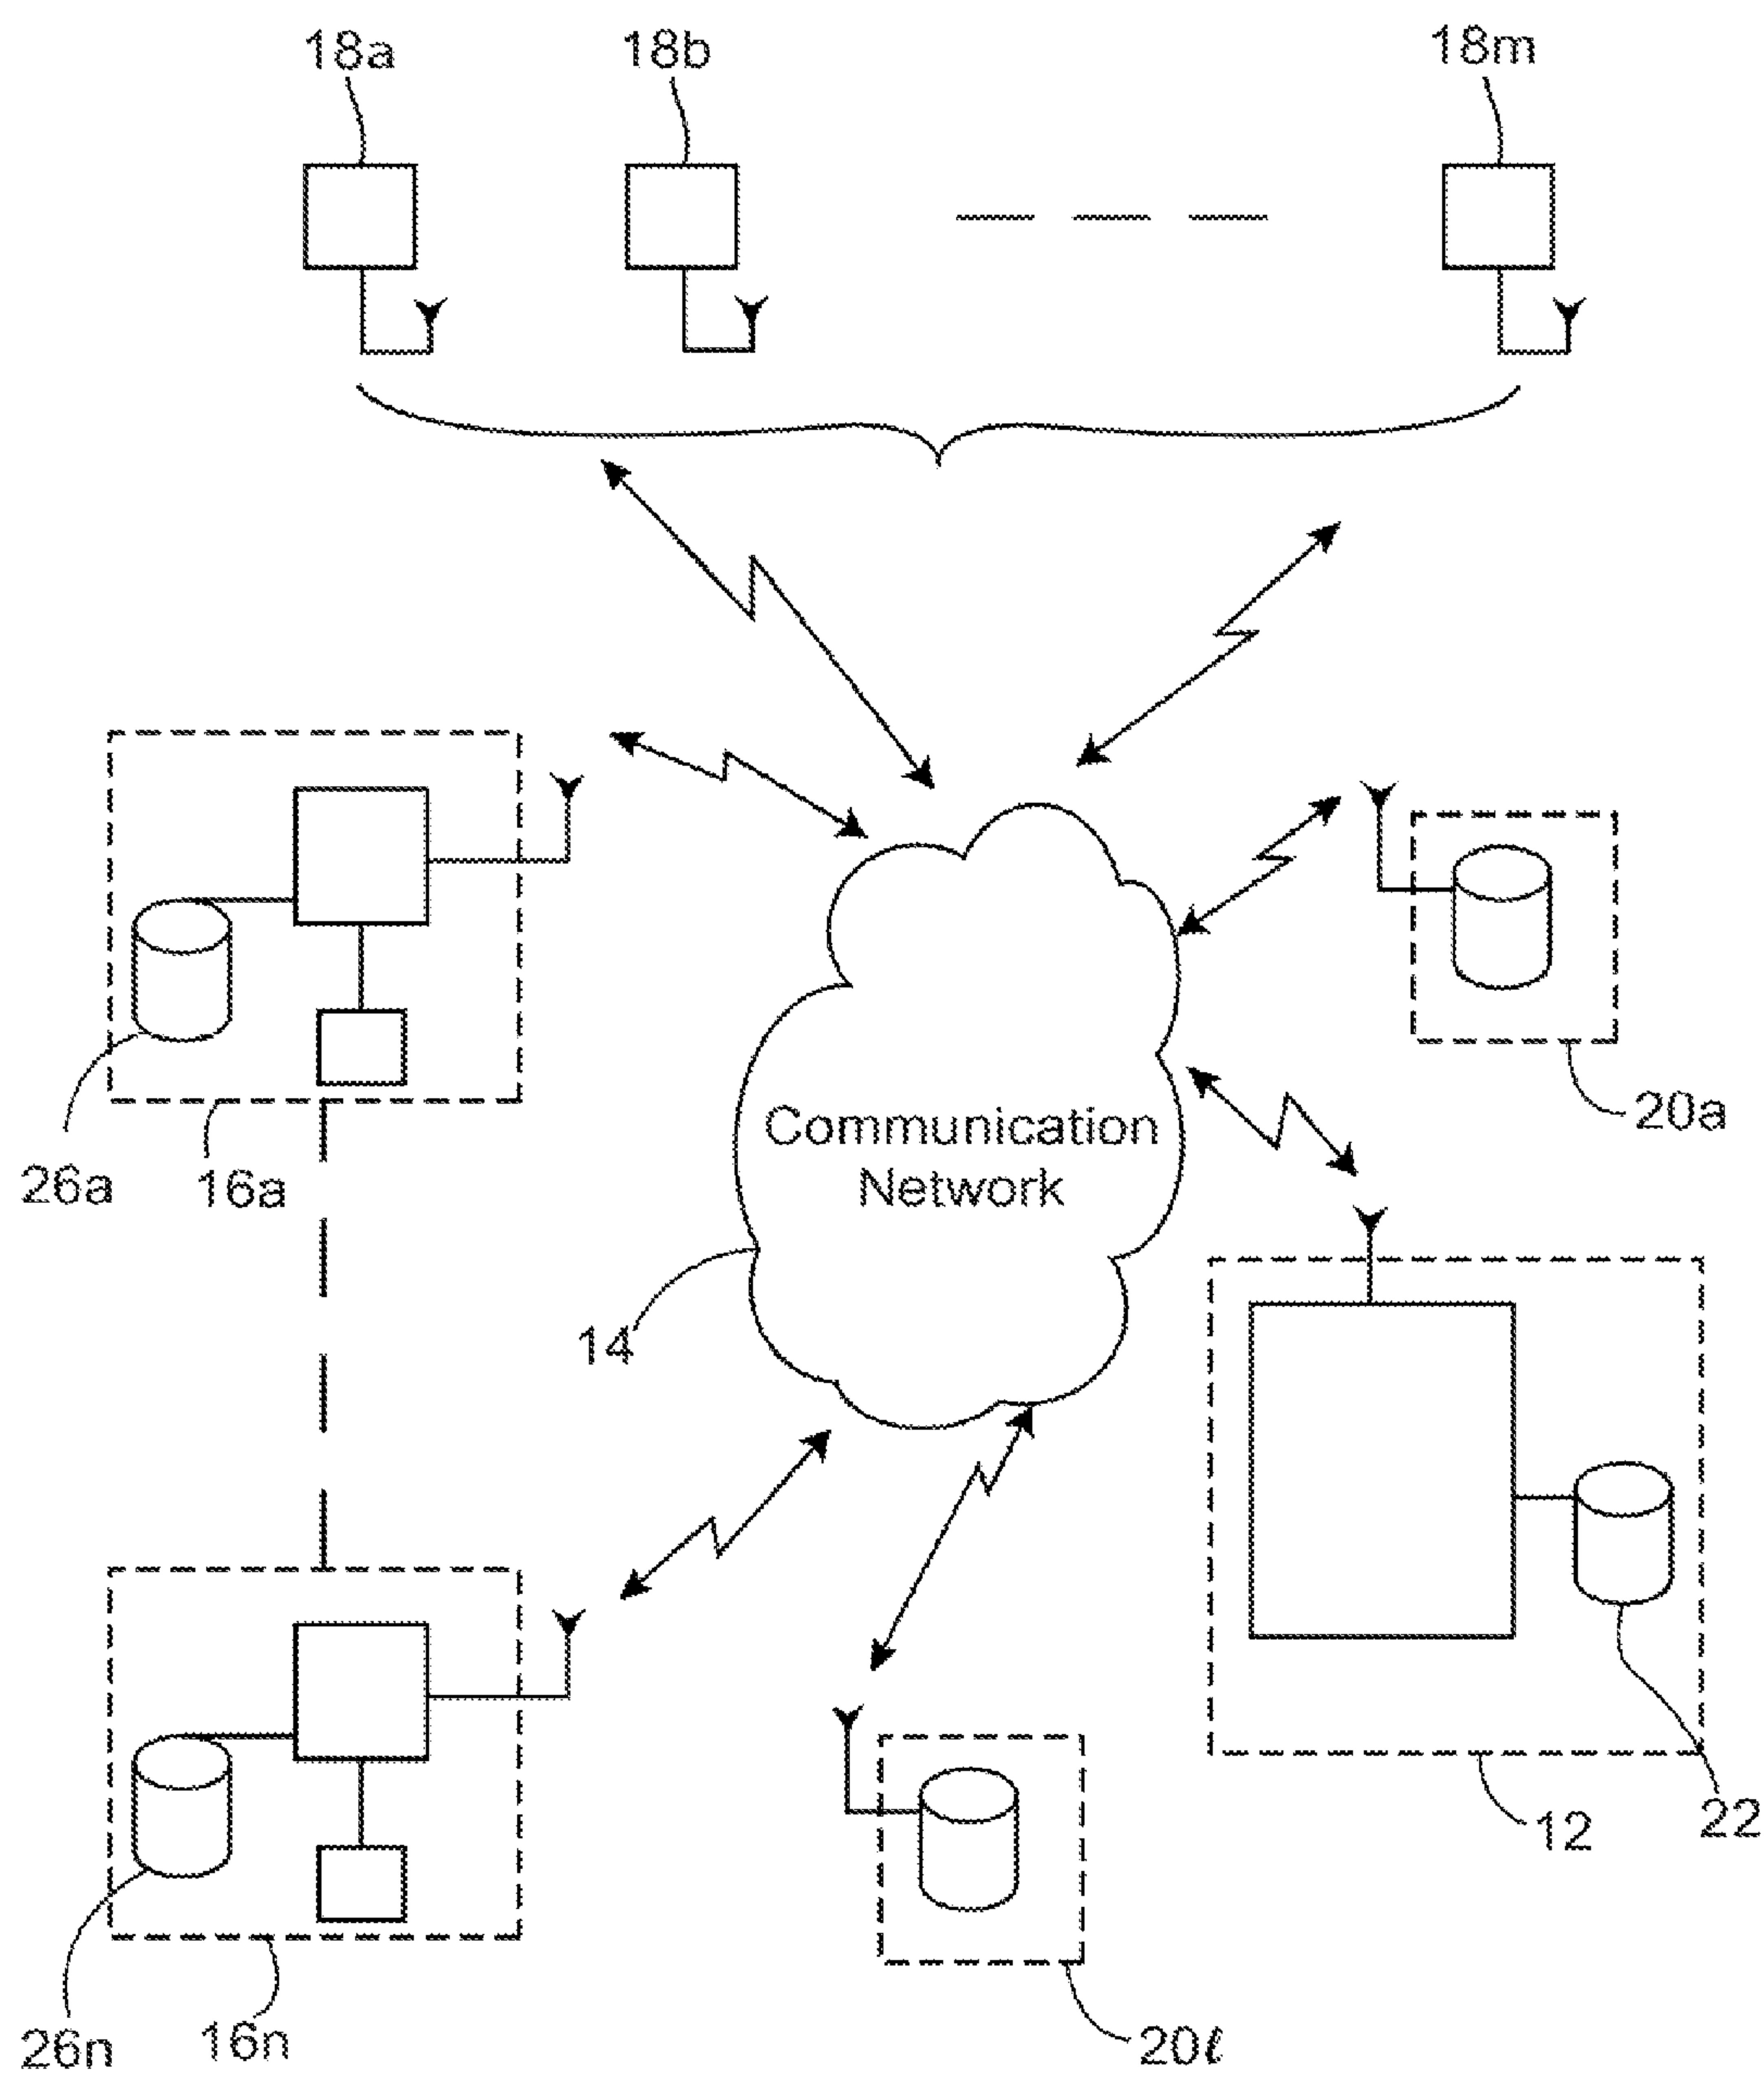 18a
18b
18m
Communication
Network
20a
26a
16a
14
12
22
26n
16n
20ℓ